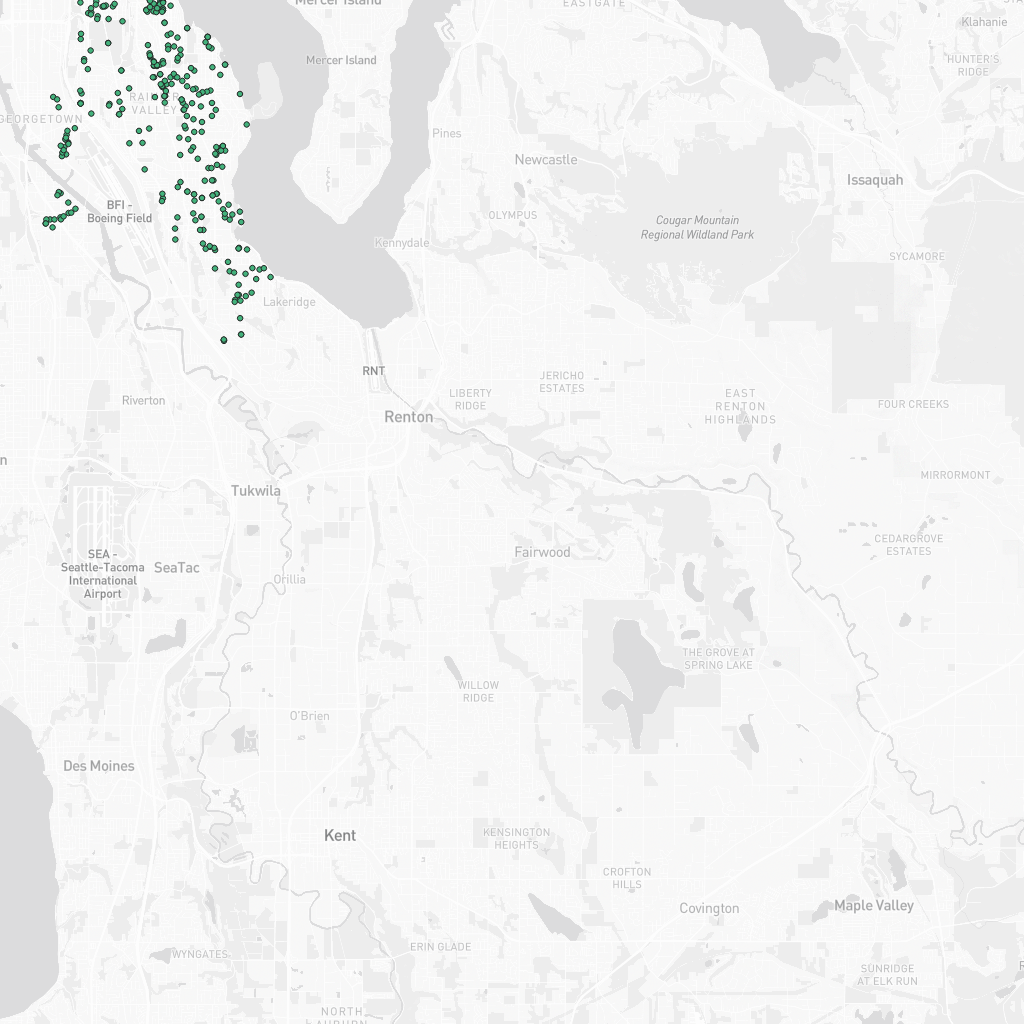 Mercer Island
EASTGATE
Klahanie
HUNTER'S
RIDGE
Mercer Island
RAINIER
VALLEY
GEORGETOWN
Pines
Newcastle
Issaquah
BFI -
Boeing Field
OLYMPUS
Cougar Mountain
Regional Wildland Park
Kennydale
SYCAMORE
Lakeridge
RNT
JERICHO
ESTATES
LIBERTY
RIDGE
EAST
RENTON
HIGHLANDS
Riverton
FOUR CREEKS
Renton
n
MIRRORMONT
Tukwila
CEDARGROVE
ESTATES
Fairwood
SEA -
Seattle-Tacoma
International
Airport
SeaTac
Orillia
THE GROVE AT
SPRING LAKE
WILLOW
RIDGE
O'Brien
Des Moines
Kent
KENSINGTON
HEIGHTS
CROFTON
HILLS
Covington
Maple Valley
ERIN GLADE
WYNGATES
SUNRIDGE
AT ELK RUN
NORTH
AUBURN